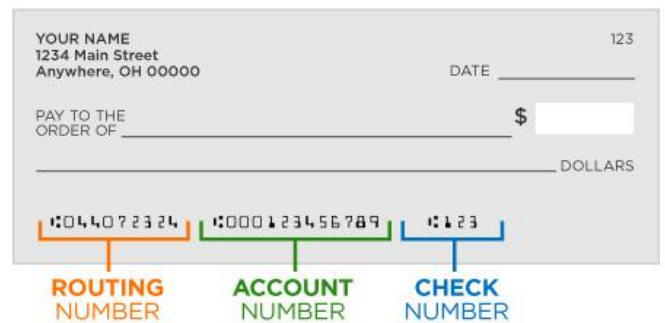 YOUR NAME 123
1234 Main Street
Anywhere, OH 00000 DATE
PAY TO THE
ORDER OF $
DOLLARS
⑆044072324 ⑆000123456789 ⑆123
ROUTING ACCOUNT CHECK
NUMBER NUMBER NUMBER